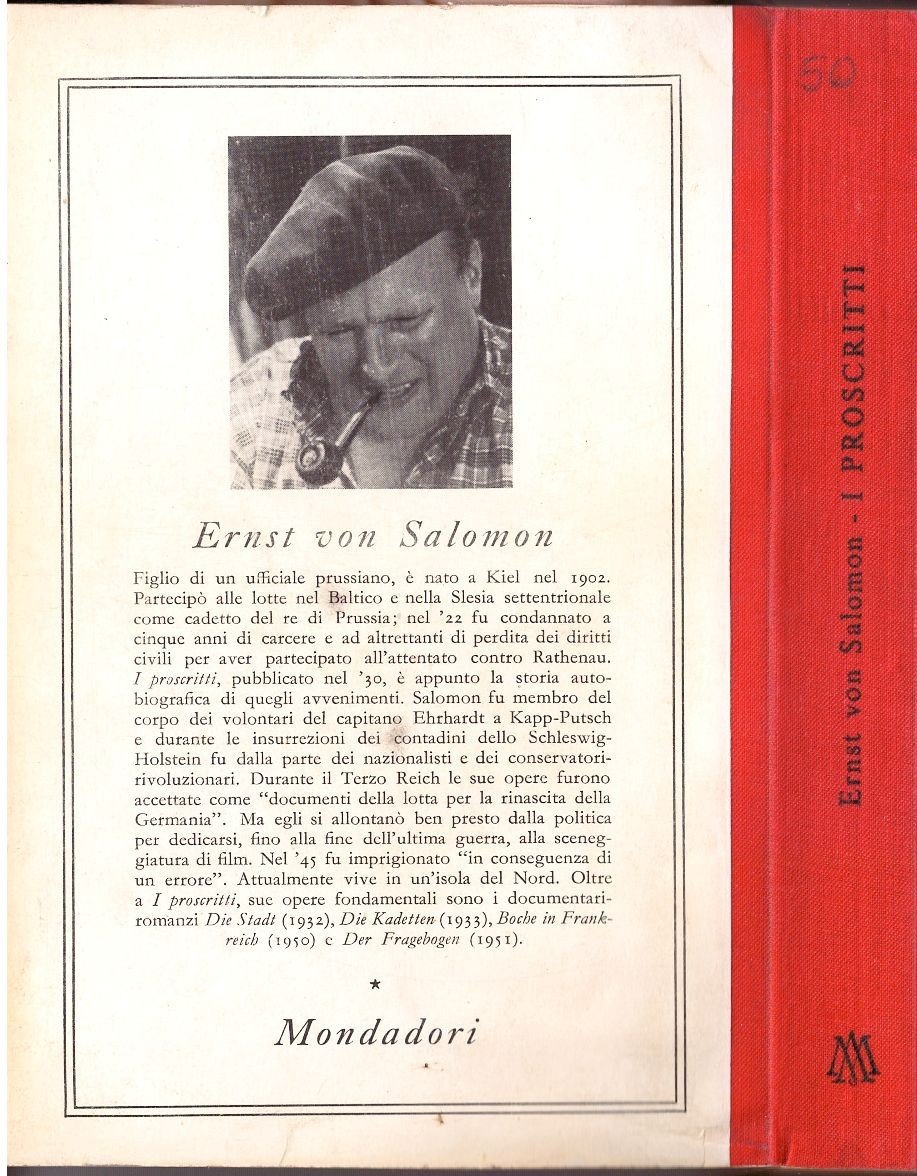 Ernst von Salomon
Figlio di un ufficiale prussiano, è nato a Kiel nel 1902.
Partecipò alle lotte nel Baltico e nella Slesia settentrionale
come cadetto del re di Prussia; nel '22 fu condannato a
cinque anni di carcere e ad altrettanti di perdita dei diritti
civili per aver partecipato all'attentato contro Rathenau.
I proscritti, pubblicato nel '30, è appunto la storia auto-
biografica di quegli avvenimenti. Salomon fu membro del
corpo dei volontari del capitano Ehrhardt a Kapp-Putsch
e durante le insurrezioni dei contadini dello Schleswig-
Holstein fu dalla parte dei nazionalisti e dei conservatori-
rivoluzionari. Durante il Terzo Reich le sue opere furono
accettate come "documenti della lotta per la rinascita della
Germania". Ma egli si allontanò ben presto dalla politica
per dedicarsi, fino alla fine dell'ultima guerra, alla sceneg-
giatura di film. Nel '45 fu imprigionato "in conseguenza di
un errore". Attualmente vive in un'isola del Nord. Oltre
a I proscritti, sue opere fondamentali sono i documentari-
romanzi Die Stadt (1932), Die Kadetten (1933), Boche in Frank-
reich (1950) e Der Fragebogen (1951).
★
Mondadori
50
Ernst von Salomon - I PROSCRITTI